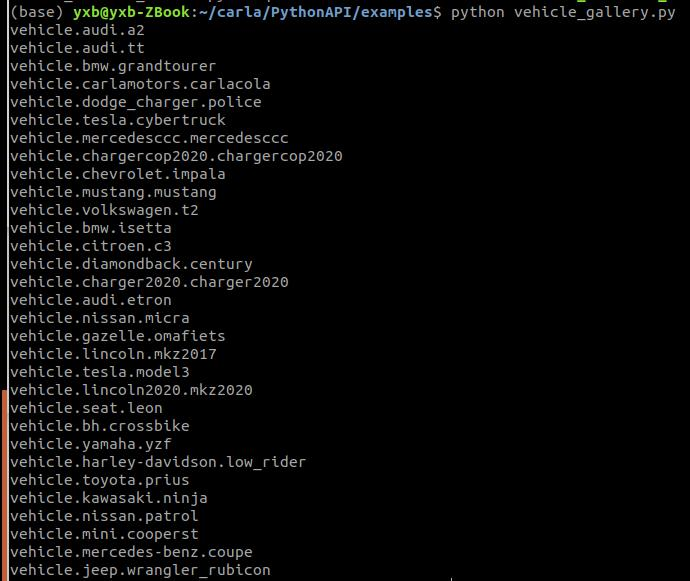 (base) yxb@yxb-ZBook:~/carla/PythonAPI/examples$ python vehicle_gallery.py
vehicle.audi.a2
vehicle.audi.tt
vehicle.bmw.grandtourer
vehicle.carlamotors.carlacola
vehicle.dodge_charger.police
vehicle.tesla.cybertruck
vehicle.mercedesccc.mercedesccc
vehicle.chargercop2020.chargercop2020
vehicle.chevrolet.impala
vehicle.mustang.mustang
vehicle.volkswagen.t2
vehicle.bmw.isetta
vehicle.citroen.c3
vehicle.diamondback.century
vehicle.charger2020.charger2020
vehicle.audi.etron
vehicle.nissan.micra
vehicle.gazelle.omafiets
vehicle.lincoln.mkz2017
vehicle.tesla.model3
vehicle.lincoln2020.mkz2020
vehicle.seat.leon
vehicle.bh.crossbike
vehicle.yamaha.yzf
vehicle.harley-davidson.low_rider
vehicle.toyota.prius
vehicle.kawasaki.ninja
vehicle.nissan.patrol
vehicle.mini.cooperst
vehicle.mercedes-benz.coupe
vehicle.jeep.wrangler_rubicon